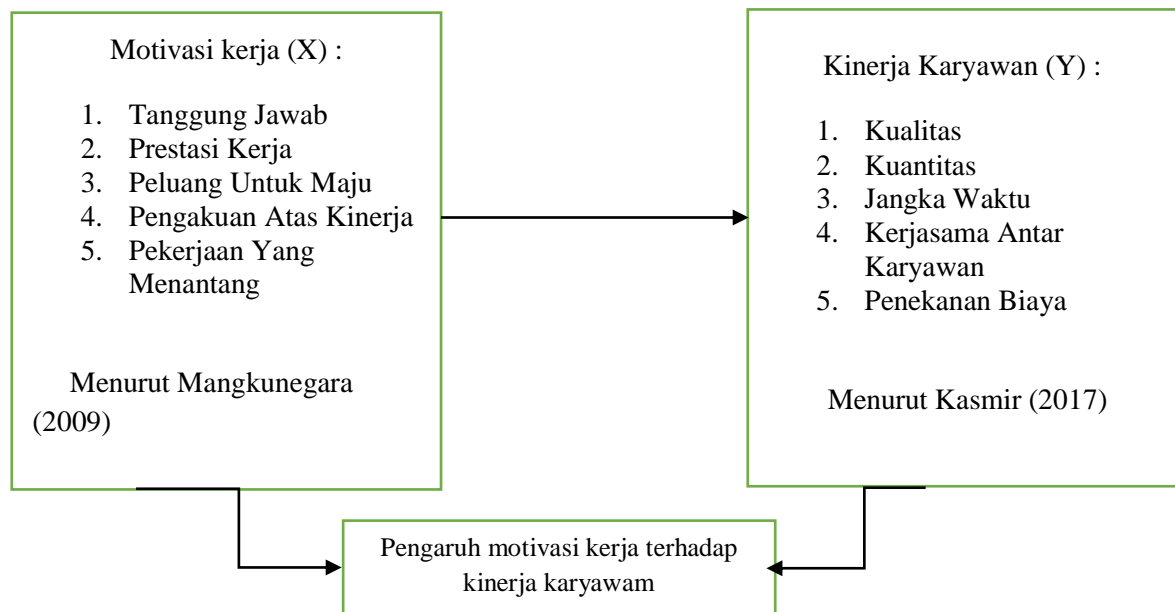 Motivasi kerja (X) :
1. Tanggung Jawab
2. Prestasi Kerja
3. Peluang Untuk Maju
4. Pengakuan Atas Kinerja
5. Pekerjaan Yang
Menantang
Menurut Mangkunegara
(2009)
Kinerja Karyawan (Y) :
1. Kualitas
2. Kuantitas
3. Jangka Waktu
4. Kerjasama Antar
Karyawan
5. Penekanan Biaya
Menurut Kasmir (2017)
Pengaruh motivasi kerja terhadap
kinerja karyawam